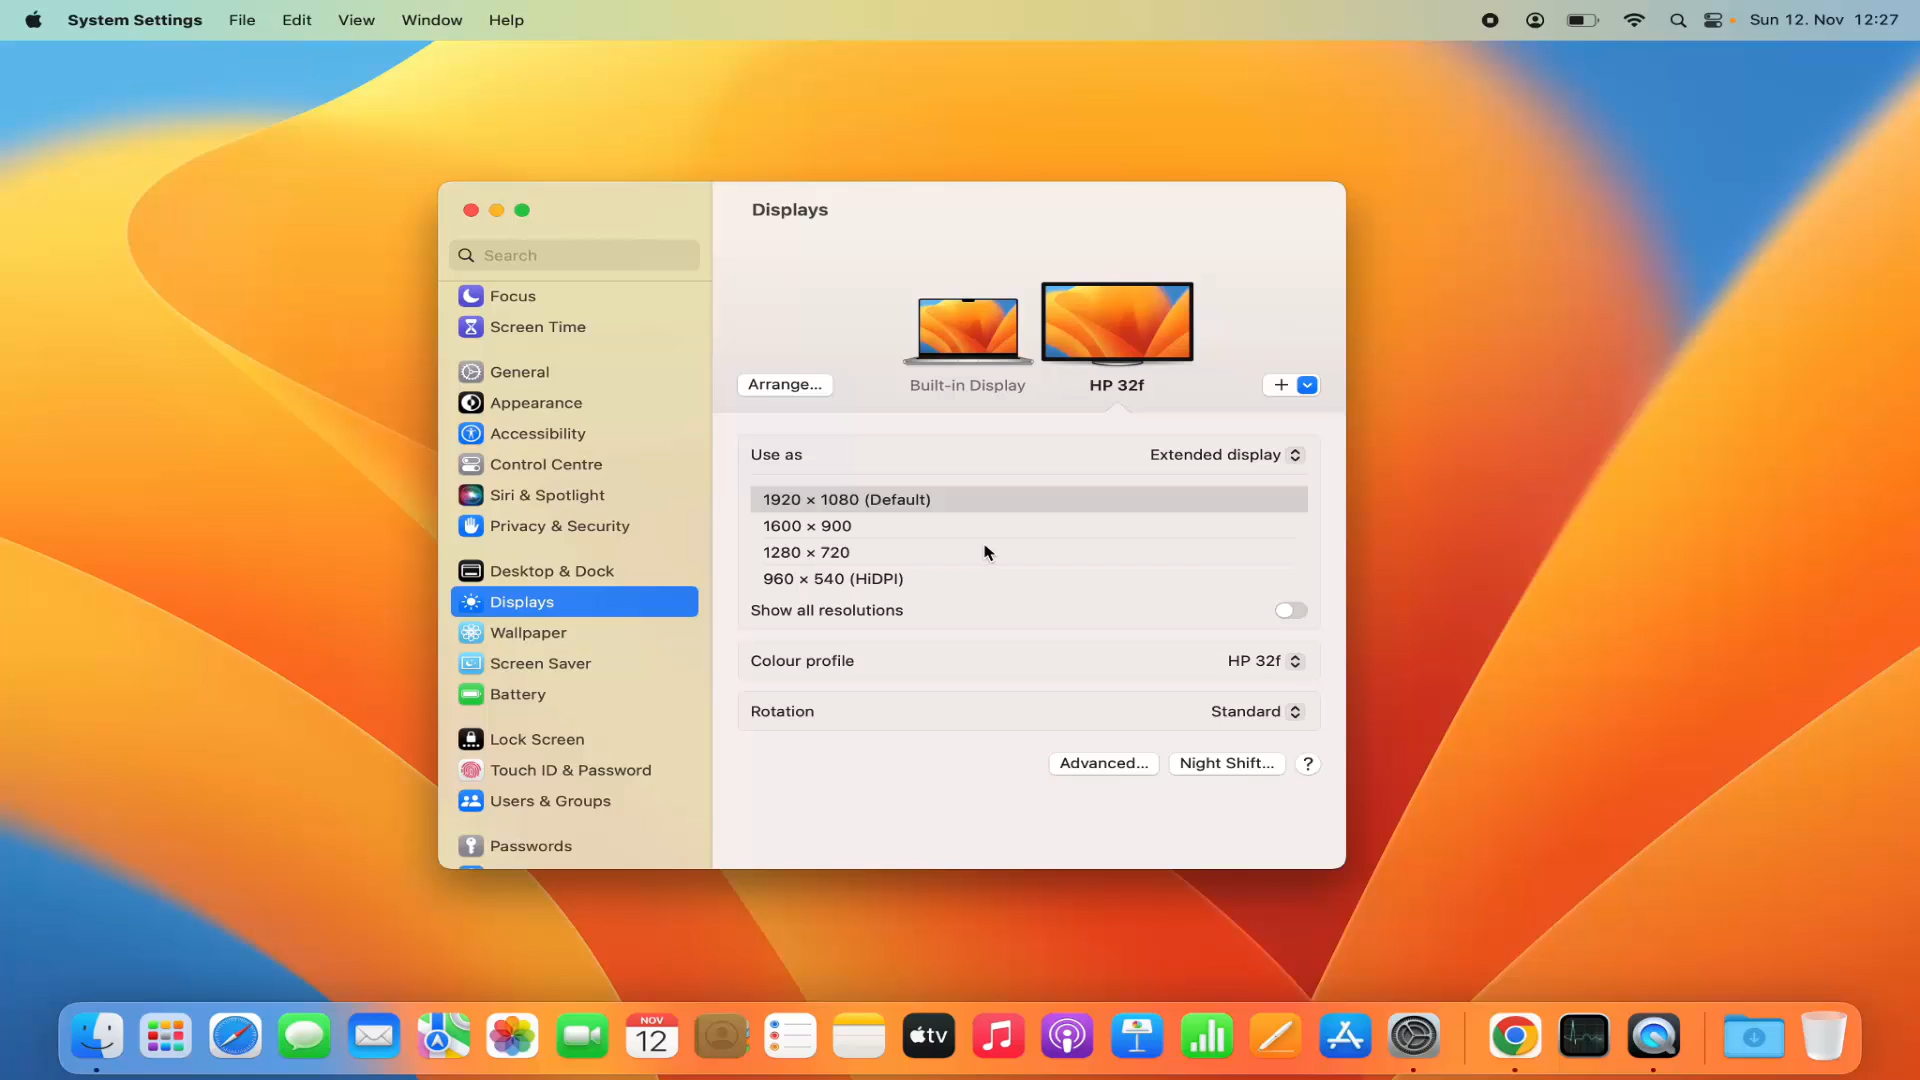 System Settings File Edit View Window Help Sun 12. Nov 12:27
Displays
Search
Focus
Screen Time
General
Appearance
Accessibility
Control Centre
Siri & Spotlight
Privacy & Security
Desktop & Dock
Displays
Wallpaper
Screen Saver
Battery
Lock Screen
Touch ID & Password
Users & Groups
Passwords
Arrange... Built-in Display HP 32f +
Use as Extended display
1920 × 1080 (Default)
1600 × 900
1280 × 720
960 × 540 (HiDPI)
Show all resolutions
Colour profile HP 32f
Rotation Standard
Advanced... Night Shift... ?
NOV
12
tv